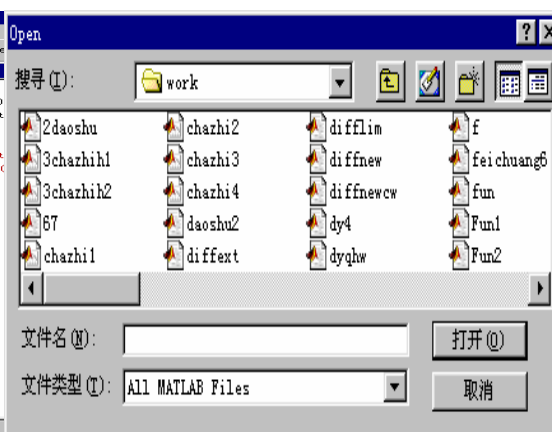 Open
搜寻(I): work
2daoshu chazhi2 difflim f
3chazhih1 chazhi3 diffnew feichuang6
3chazhih2 chazhi4 diffnewcw fun
67 daoshu2 dy4 Fun1
chazhi1 diffext dyqhw Fun2
文件名(N): 打开(O)
文件类型(T): All MATLAB Files 取消